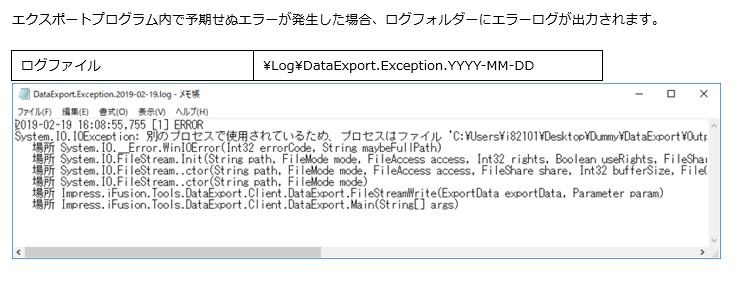 エクスポートプログラム内で予期せぬエラーが発生した場合、ログフォルダーにエラーログが出力されます。
ログファイル ¥Log¥DataExport.Exception.YYYY-MM-DD
DataExport.Exception.2019-02-19.log - メモ帳
ファイル(F) 編集(E) 書式(O) 表示(V) ヘルプ(H)
2019-02-19 16:08:55,755 [1] ERROR
System.IO.IOException: 別のプロセスで使用されているため、プロセスはファイル 'C:¥Users¥i82101¥Desktop¥Dummy¥DataExport¥Outp
場所 System.IO.__Error.WinIOError(Int32 errorCode, String maybeFullPath)
場所 System.IO.FileStream.Init(String path, FileMode mode, FileAccess access, Int32 rights, Boolean useRights, FileShar
場所 System.IO.FileStream..ctor(String path, FileMode mode, FileAccess access, FileShare share, Int32 bufferSize, File
場所 System.IO.FileStream..ctor(String path, FileMode mode)
場所 Impress.iFusion.Tools.DataExport.Client.DataExport.FileStreamWrite(ExportData exportData, Parameter param)
場所 Impress.iFusion.Tools.DataExport.Client.DataExport.Main(String[] args)